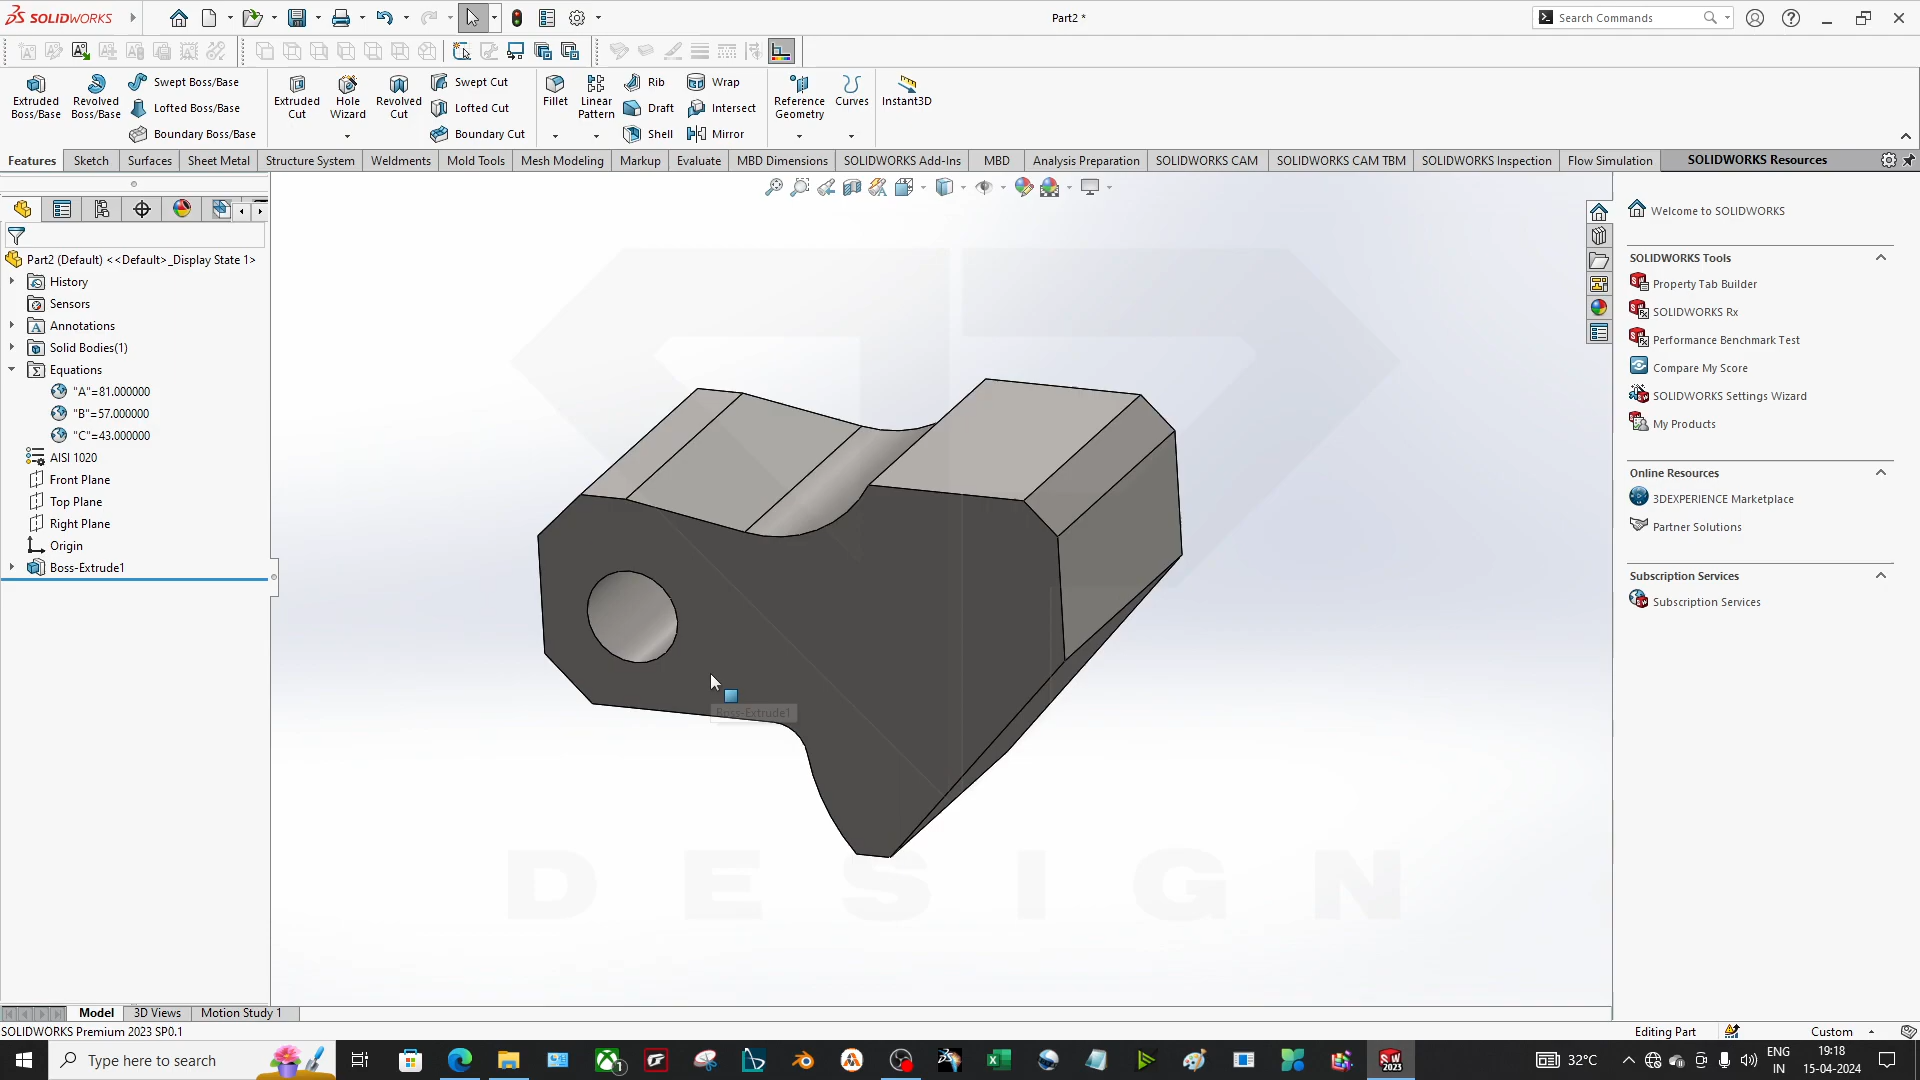 SOLIDWORKS
Part2 *
Search Commands
Extruded Boss/Base
Revolved Boss/Base
Swept Boss/Base
Lofted Boss/Base
Boundary Boss/Base
Extruded Cut
Hole Wizard
Revolved Cut
Swept Cut
Lofted Cut
Boundary Cut
Fillet
Linear Pattern
Rib
Draft
Shell
Wrap
Intersect
Mirror
Reference Geometry
Curves
Instant3D
Features
Sketch
Surfaces
Sheet Metal
Structure System
Weldments
Mold Tools
Mesh Modeling
Markup
Evaluate
MBD Dimensions
SOLIDWORKS Add-Ins
MBD
Analysis Preparation
SOLIDWORKS CAM
SOLIDWORKS CAM TBM
SOLIDWORKS Inspection
Flow Simulation
SOLIDWORKS Resources
Part2 (Default) <<Default>_Display State 1>
History
Sensors
Annotations
Solid Bodies(1)
Equations
"A"=81.000000
"B"=57.000000
"C"=43.000000
AISI 1020
Front Plane
Top Plane
Right Plane
Origin
Boss-Extrude1
Boss-Extrude1
DESIGN
Welcome to SOLIDWORKS
SOLIDWORKS Tools
Property Tab Builder
SOLIDWORKS Rx
Performance Benchmark Test
Compare My Score
SOLIDWORKS Settings Wizard
My Products
Online Resources
3DEXPERIENCE Marketplace
Partner Solutions
Subscription Services
Subscription Services
Model
3D Views
Motion Study 1
SOLIDWORKS Premium 2023 SP0.1
Editing Part
Custom
Type here to search
32°C
ENG
IN
19:18
15-04-2024